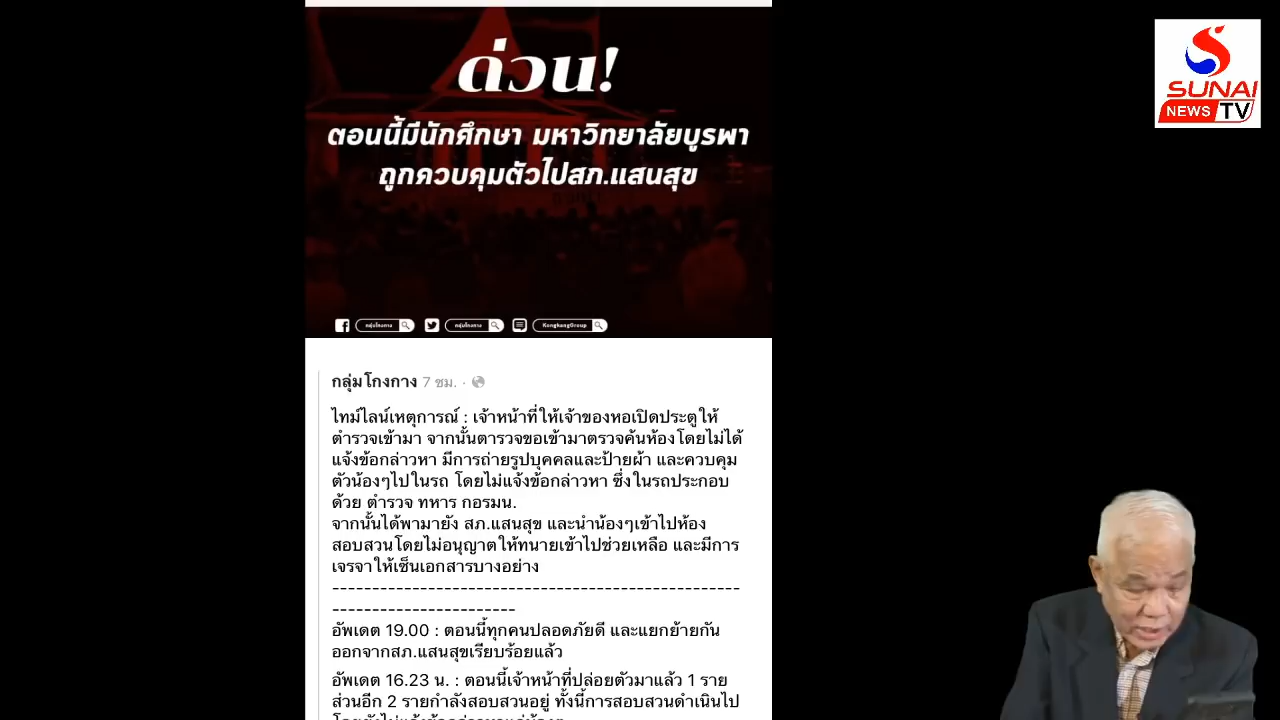 ด่วน!
ตอนนี้มีนักศึกษา มหาวิทยาลัยบูรพา
ถูกควบคุมตัวไปสภ.แสนสุข
กลุ่มโกงกาง
กลุ่มโกงกาง
KongkangGroup
SUNAI
NEWS TV
กลุ่มโกงกาง 7 ชม. ·
ไทม์ไลน์เหตุการณ์ : เจ้าหน้าที่ให้เจ้าของหอเปิดประตูให้
ตำรวจเข้ามา จากนั้นตารวจขอเข้ามาตรวจค้นห้องโดยไม่ได้
แจ้งข้อกล่าวหา มีการถ่ายรูปบุคคลและป้ายผ้า และควบคุม
ตัวน้องๆไปในรถ โดยไม่แจ้งข้อกล่าวหา ซึ่งในรถประกอบ
ด้วย ตำรวจ ทหาร กอรมน.
จากนั้นได้พามายัง สภ.แสนสุข และนำน้องๆเข้าไปห้อง
สอบสวนโดยไม่อนุญาตให้ทนายเข้าไปช่วยเหลือ และมีการ
เจรจาให้เซ็นเอกสารบางอย่าง
---------------------------------------------------
-----------------------
อัพเดต 19.00 : ตอนนี้ทุกคนปลอดภัยดี และแยกย้ายกัน
ออกจากสภ.แสนสุขเรียบร้อยแล้ว
อัพเดต 16.23 น. : ตอนนี้เจ้าหน้าที่ปล่อยตัวมาแล้ว 1 ราย
ส่วนอีก 2 รายกำลังสอบสวนอยู่ ทั้งนี้การสอบสวนดำเนินไป